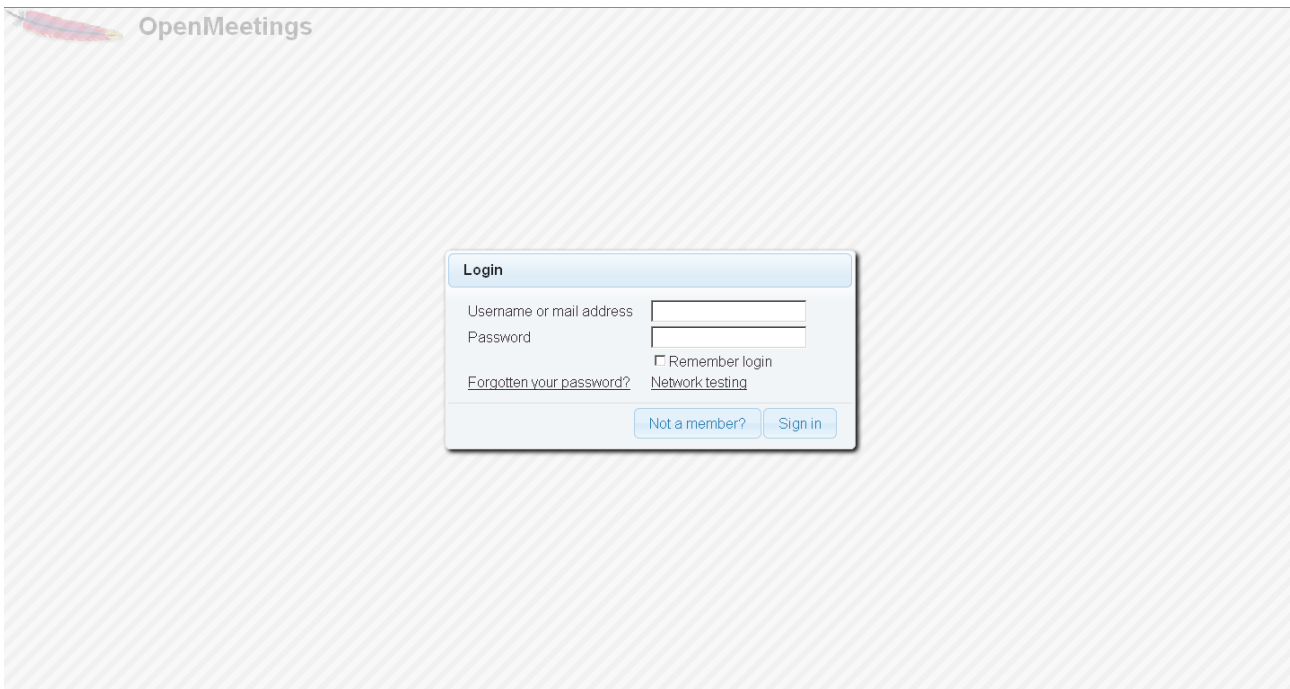 OpenMeetings
Login
Username or mail address
Password
Remember login
Forgotten your password? Network testing
Not a member? Sign in